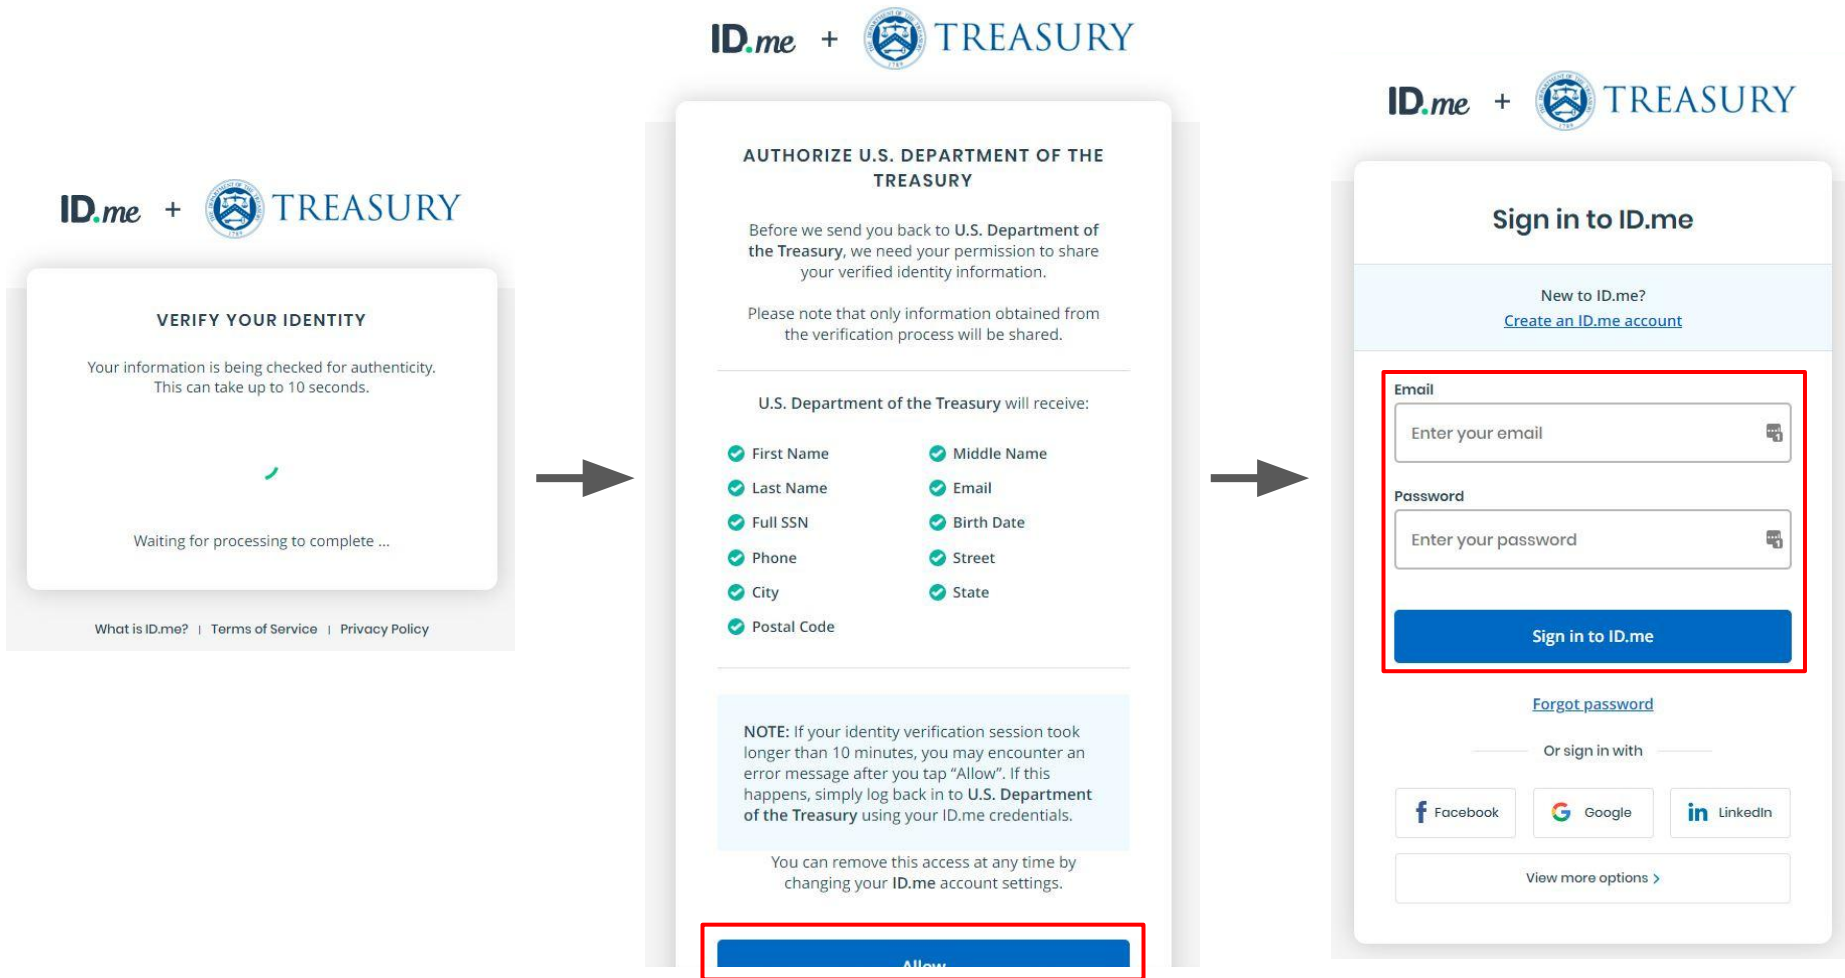 ID.me + TREASURY
VERIFY YOUR IDENTITY
Your information is being checked for authenticity.
This can take up to 10 seconds.
Waiting for processing to complete ...
What is ID.me? | Terms of Service | Privacy Policy
ID.me + TREASURY
AUTHORIZE U.S. DEPARTMENT OF THE
TREASURY
Before we send you back to U.S. Department of
the Treasury, we need your permission to share
your verified identity information.
Please note that only information obtained from
the verification process will be shared.
U.S. Department of the Treasury will receive:
First Name Middle Name
Last Name Email
Full SSN Birth Date
Phone Street
City State
Postal Code
NOTE: If your identity verification session took
longer than 10 minutes, you may encounter an
error message after you tap “Allow”. If this
happens, simply log back in to U.S. Department
of the Treasury using your ID.me credentials.
You can remove this access at any time by
changing your ID.me account settings.
Allow
ID.me + TREASURY
Sign in to ID.me
New to ID.me?
Create an ID.me account
Email
Enter your email
Password
Enter your password
Sign in to ID.me
Forgot password
Or sign in with
Facebook Google LinkedIn
View more options >